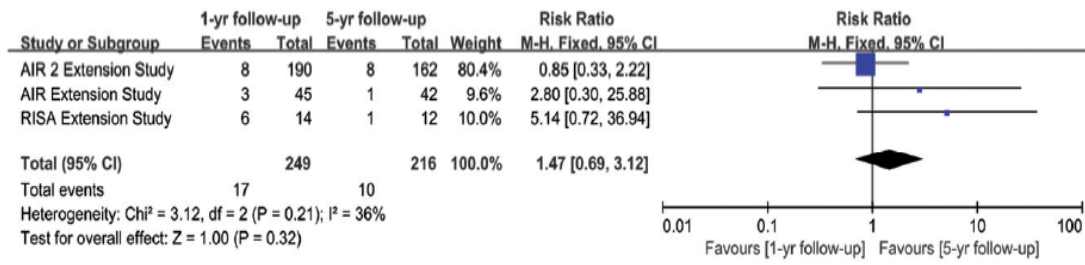 1-yr follow-up 5-yr follow-up Risk Ratio Risk Ratio
Study or Subgroup Events Total Events Total Weight M-H, Fixed, 95% CI M-H, Fixed, 95% CI
AIR 2 Extension Study 8 190 8 162 80.4% 0.85 [0.33, 2.22]
AIR Extension Study 3 45 1 42 9.6% 2.80 [0.30, 25.88]
RISA Extension Study 6 14 1 12 10.0% 5.14 [0.72, 36.94]
Total (95% CI) 249 216 100.0% 1.47 [0.69, 3.12]
Total events 17 10
Heterogeneity: Chi² = 3.12, df = 2 (P = 0.21); I² = 36%
Test for overall effect: Z = 1.00 (P = 0.32)
0.01 0.1 1 10 100
Favours [1-yr follow-up] Favours [5-yr follow-up]